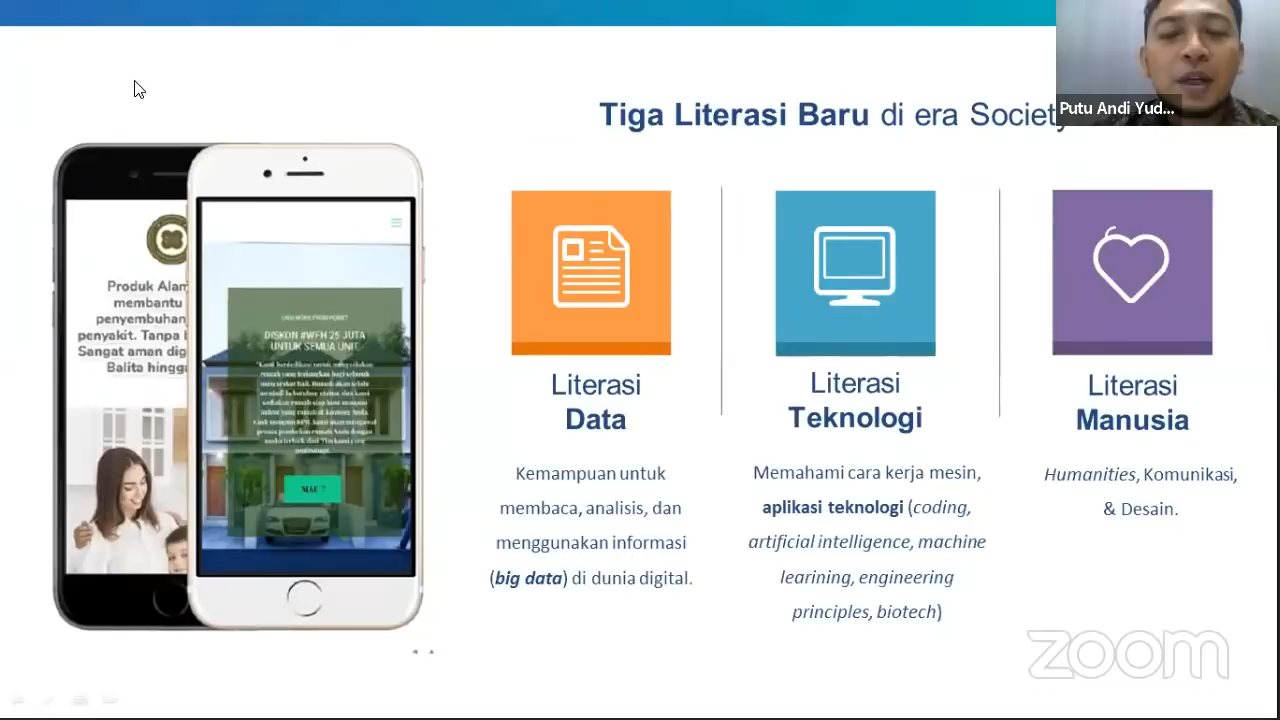 Putu Andi Yud...
Tiga Literasi Baru di era Society
Produk Alam
membantu
penyembuhan
penyakit. Tanpa
Sangat aman dig
Balita hingga
DISKON #WFH 25 JUTA
UNTUK SEMUA UNIT
MAU ?
Literasi
Data
Kemampuan untuk
membaca, analisis, dan
menggunakan informasi
(big data) di dunia digital.
Literasi
Teknologi
Memahami cara kerja mesin,
aplikasi teknologi (coding,
artificial intelligence, machine
learining, engineering
principles, biotech)
Literasi
Manusia
Humanities, Komunikasi,
& Desain.
zoom